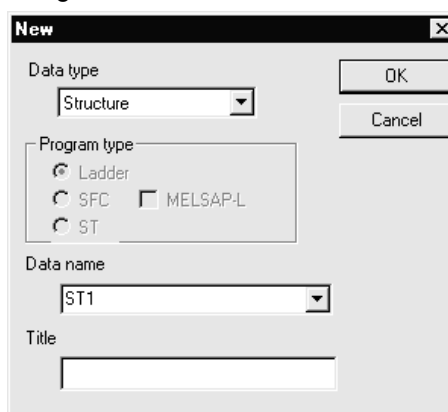 New
Data type
OK
Structure
Cancel
Program type
Ladder
SFC MELSAP-L
ST
Data name
ST1
Title